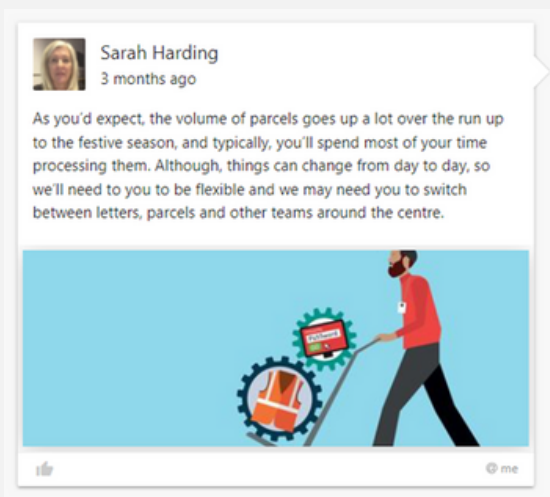 Sarah Harding
3 months ago
As you'd expect, the volume of parcels goes up a lot over the run up
to the festive season, and typically, you'll spend most of your time
processing them. Although, things can change from day to day, so
we'll need to you to be flexible and we may need you to switch
between letters, parcels and other teams around the centre.
Password
@ me